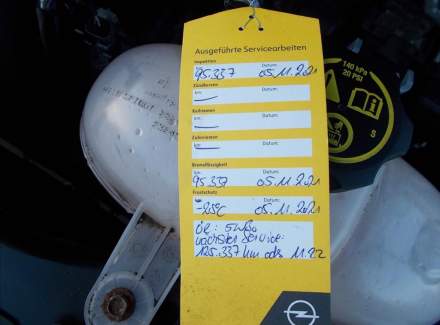 Ausgeführte Servicearbeiten
Inspektion
95.337 Datum: 05.11.2021
Zündkerzen
km: Datum:
Keilriemen
km: Datum:
Zahnriemen
km: Datum:
Bremsflüssigkeit
95.337 Datum: 05.11.2021
Frostschutz
-25°C Datum: 05.11.2021
Öl: 5w30
nächster Service:
125.337 km oder 11.22
140 kPa
20 PSI
S